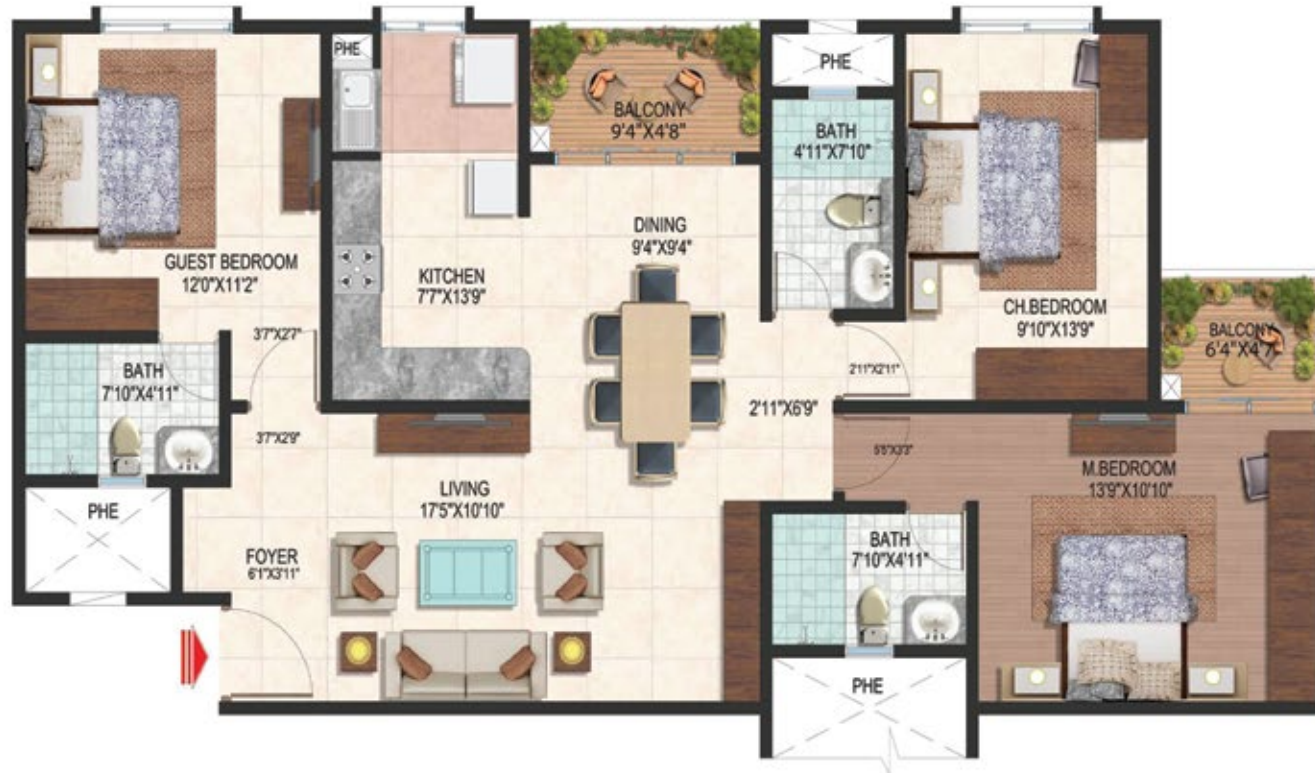 PHE
PHE
BALCONY
9'4"X4'8"
BATH
4'11"X7'10"
DINING
9'4"X9'4"
GUEST BEDROOM
12'0"X11'2"
KITCHEN
7'7"X13'9"
CH.BEDROOM
9'10"X13'9"
BALCONY
6'4"X4'7"
3'7"X2'7"
BATH
7'10"X4'11"
2'11"X2'11"
2'11"X6'9"
3'7"X2'9"
5'5"X3'3"
M.BEDROOM
13'9"X10'10"
LIVING
17'5"X10'10"
PHE
BATH
7'10"X4'11"
FOYER
6'1"X3'11"
PHE